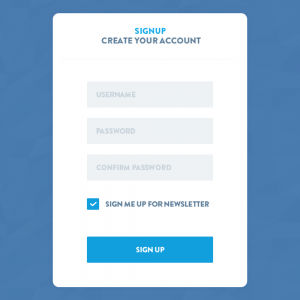 SIGNUP
CREATE YOUR ACCOUNT
USERNAME
PASSWORD
CONFIRM PASSWORD
SIGN ME UP FOR NEWSLETTER
SIGN UP